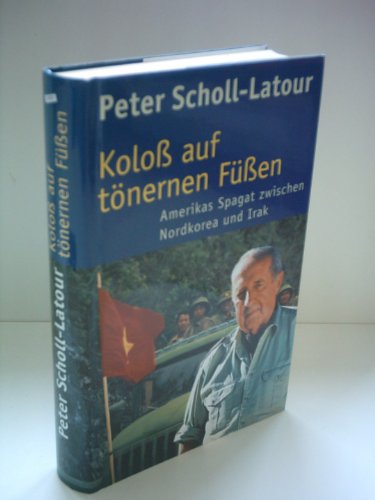 Peter Scholl-Latour
Koloß auf
tönernen Füßen
Amerikas Spagat zwischen
Nordkorea und Irak
Peter Scholl-Latour
Koloß auf
tönernen Füßen